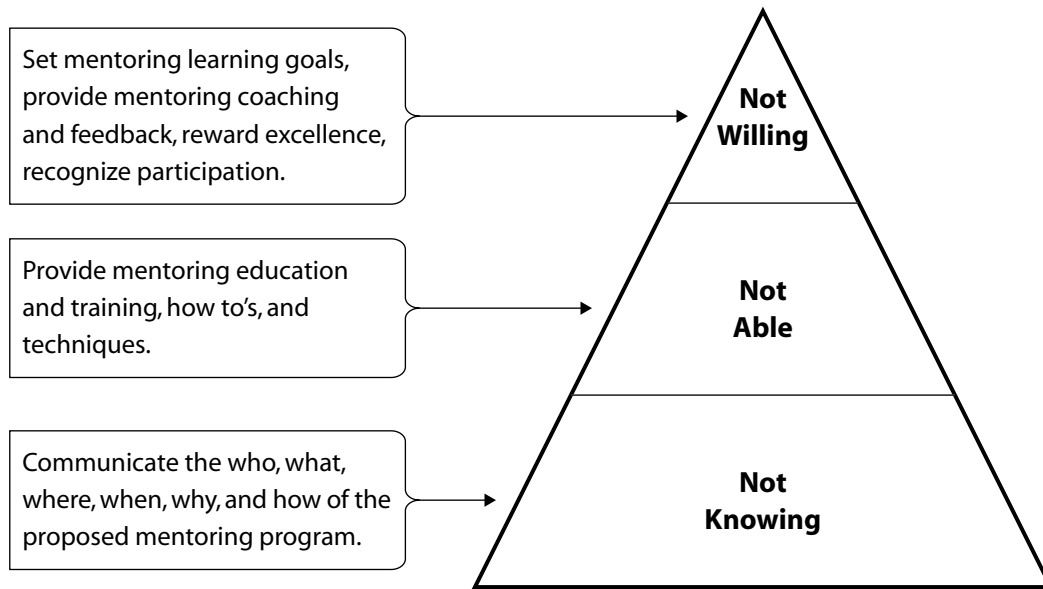 Set mentoring learning goals,
provide mentoring coaching
and feedback, reward excellence,
recognize participation.
Not
Willing
Provide mentoring education
and training, how to's, and
techniques.
Not
Able
Communicate the who, what,
where, when, why, and how of the
proposed mentoring program.
Not
Knowing